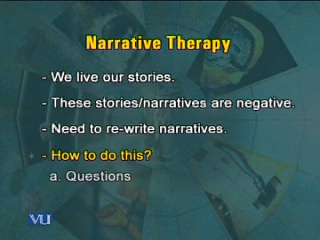 Narrative Therapy
- We live our stories.
- These stories/narratives are negative.
- Need to re-write narratives.
- How to do this?
a. Questions
VU